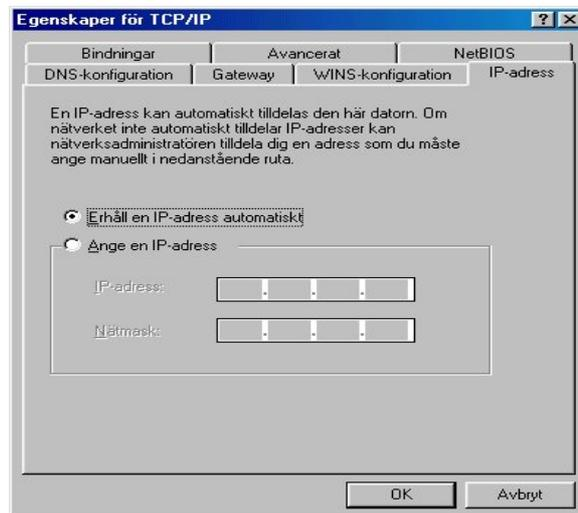 Egenskaper för TCP/IP
Bindningar Avancerat NetBIOS
DNS-konfiguration Gateway WINS-konfiguration IP-adress
En IP-adress kan automatiskt tilldelas den här datorn. Om
nätverket inte automatiskt tilldelar IP-adresser kan
nätverksadministratören tilldela dig en adress som du måste
ange manuellt i nedanstående ruta.
Erhåll en IP-adress automatiskt
Ange en IP-adress
IP-adress:
Nätmask:
OK Avbryt